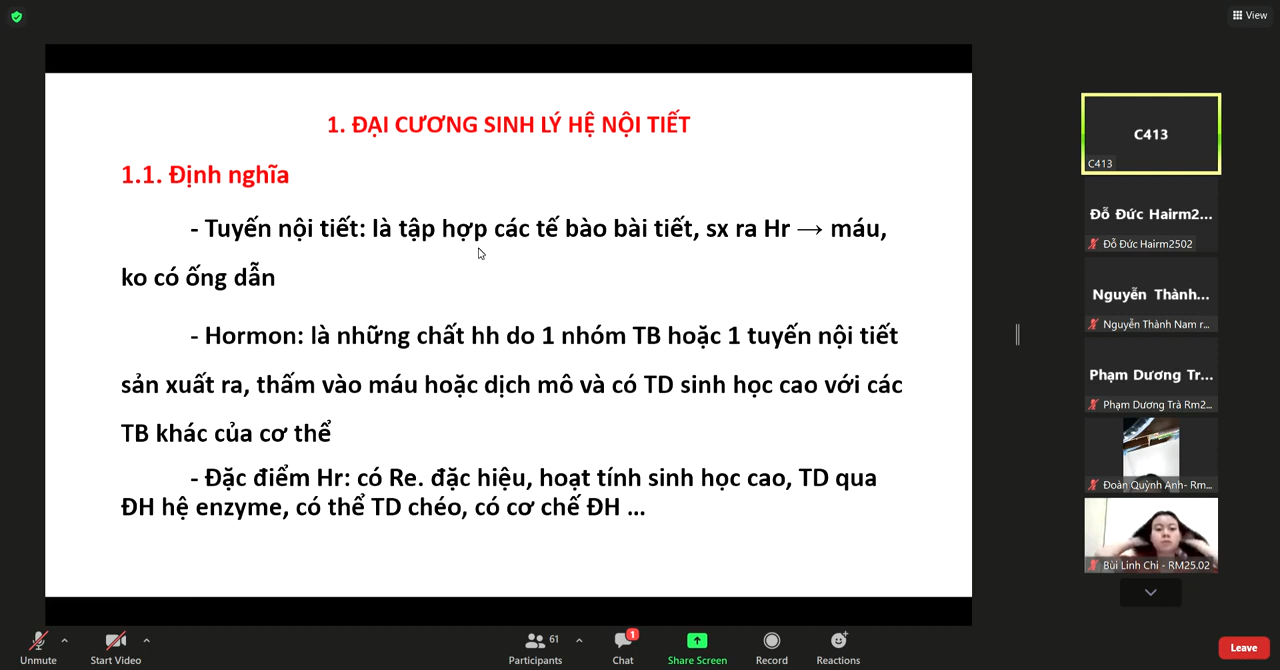 View
1. ĐẠI CƯƠNG SINH LÝ HỆ NỘI TIẾT
1.1. Định nghĩa
- Tuyến nội tiết: là tập hợp các tế bào bài tiết, sx ra Hr → máu,
ko có ống dẫn
- Hormon: là những chất hh do 1 nhóm TB hoặc 1 tuyến nội tiết
sản xuất ra, thấm vào máu hoặc dịch mô và có TD sinh học cao với các
TB khác của cơ thể
- Đặc điểm Hr: có Re. đặc hiệu, hoạt tính sinh học cao, TD qua
ĐH hệ enzyme, có thể TD chéo, có cơ chế ĐH ...
C413
C413
Đỗ Đức Hairm2...
Đỗ Đức Hairm2502
Nguyễn Thành...
Nguyễn Thành Nam r...
Phạm Dương Tr...
Phạm Dương Trà Rm2...
Đoàn Quỳnh Anh- Rm...
Bùi Linh Chi - RM25.02
Unmute
Start Video
61
Participants
1
Chat
Share Screen
Record
Reactions
Leave